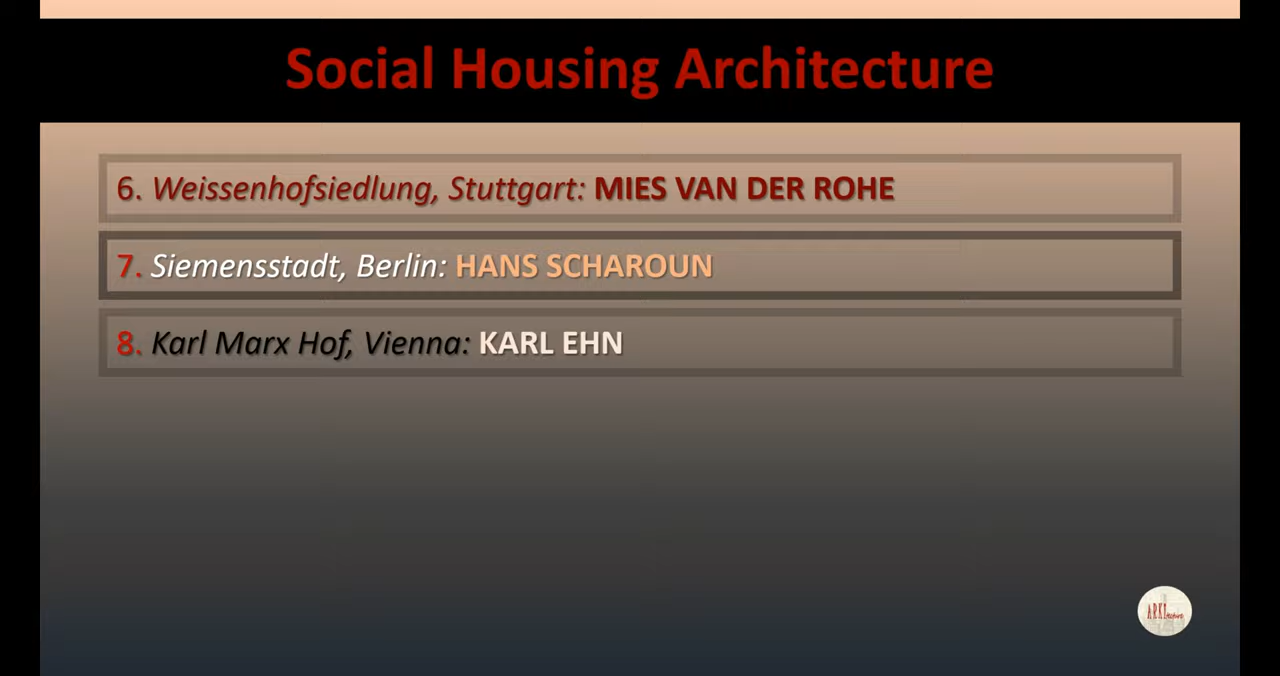 Social Housing Architecture
6. Weissenhofsiedlung, Stuttgart: MIES VAN DER ROHE
7. Siemensstadt, Berlin: HANS SCHAROUN
8. Karl Marx Hof, Vienna: KARL EHN
ARKItecture